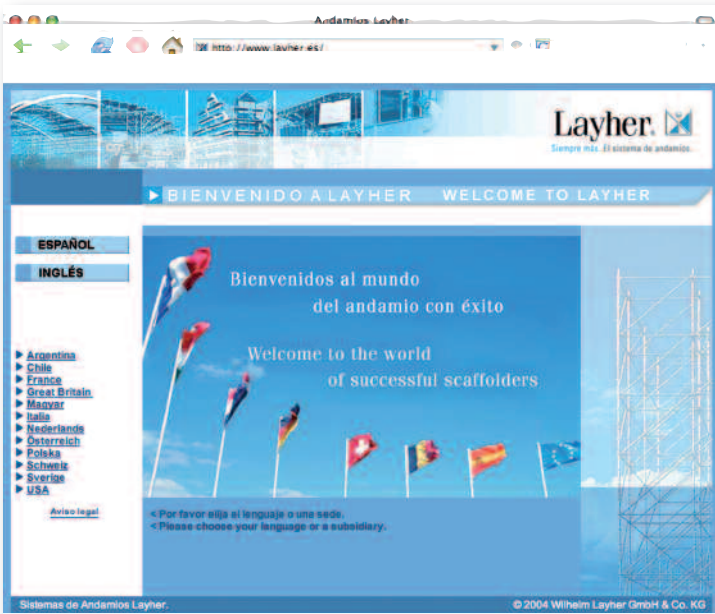 Andamios Layher
http://www.layher.es/
Layher.
Siempre más. El sistema de andamios.
BIENVENIDO A LAYHER WELCOME TO LAYHER
ESPAÑOL
INGLÉS
Argentina
Chile
France
Great Britain
Magyar
Italia
Nederlands
Österreich
Polska
Schweiz
Sverige
USA
Aviso legal
Bienvenidos al mundo
del andamio con éxito
Welcome to the world
of successful scaffolders
< Por favor elija el lenguaje o una sede.
< Please choose your language or a subsidiary.
Sistemas de Andamios Layher.
© 2004 Wilhelm Layher GmbH & Co. KG